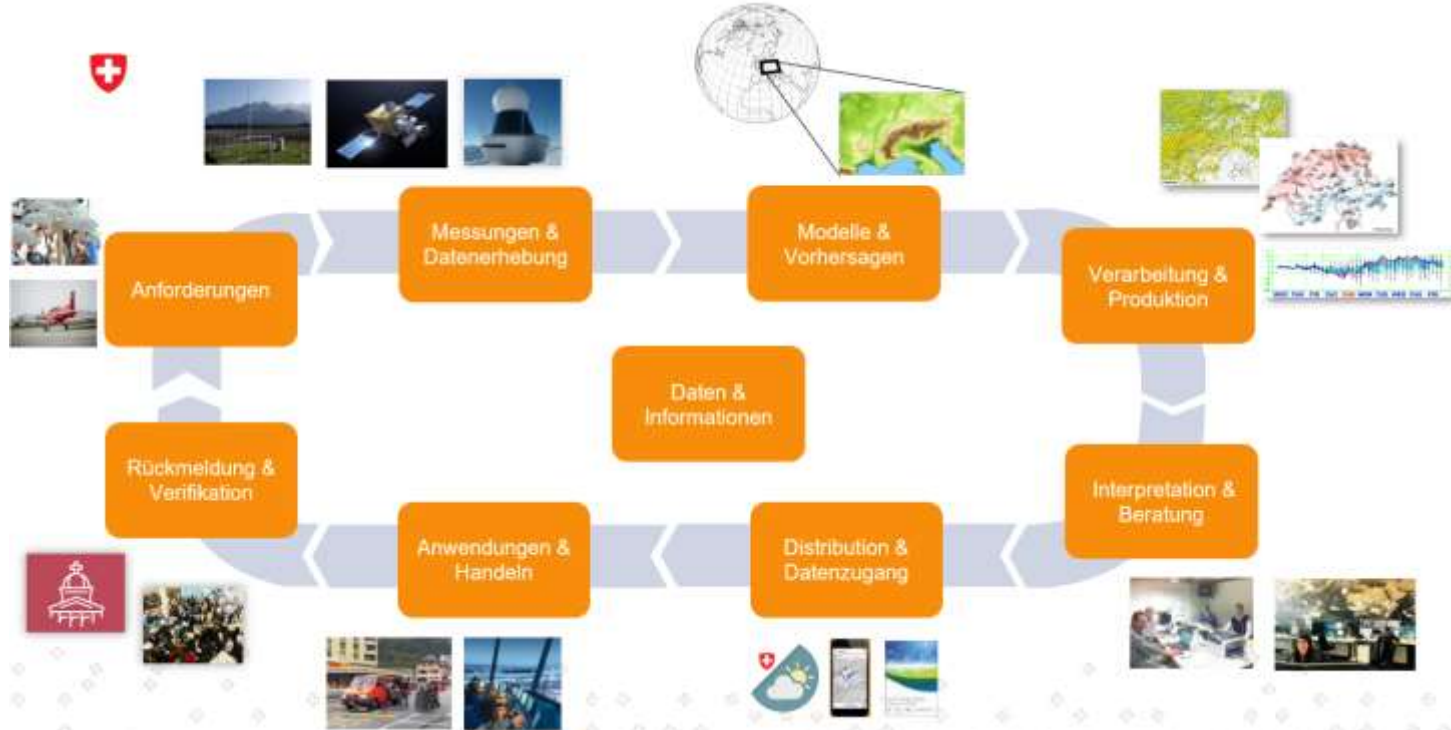 Messungen &
Datenerhebung
Modelle &
Vorhersagen
Anforderungen
Verarbeitung &
Produktion
Daten &
Informationen
Rückmeldung &
Verifikation
Interpretation &
Beratung
Anwendungen &
Handeln
Distribution &
Datenzugang